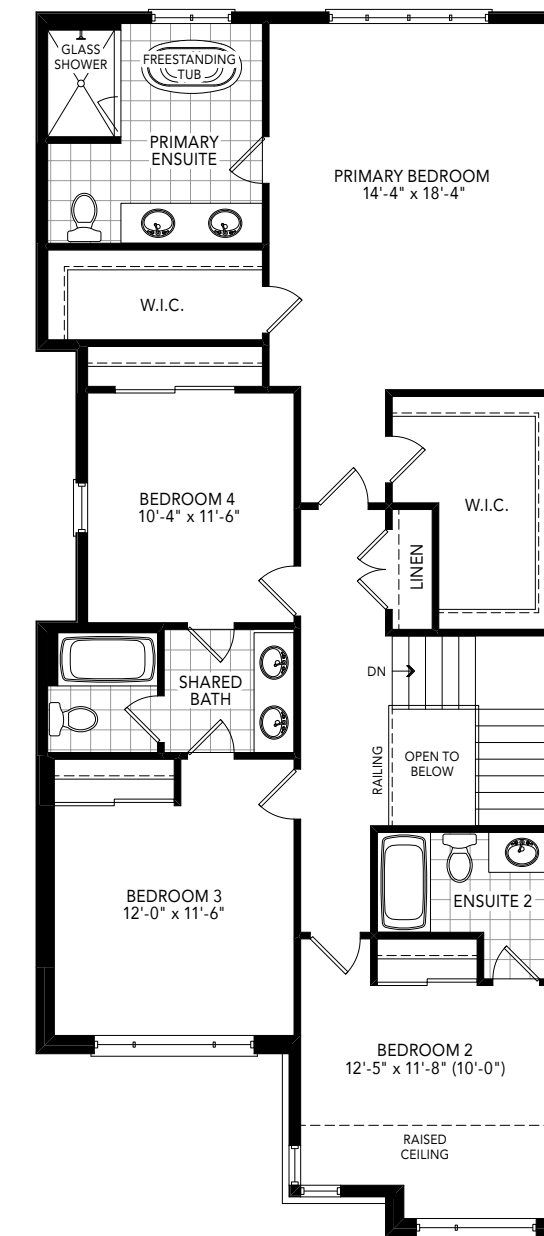 GLASS
SHOWER
FREESTANDING
TUB
PRIMARY
ENSUITE
PRIMARY BEDROOM
14'-4" x 18'-4"
W.I.C.
BEDROOM 4
10'-4" x 11'-6"
W.I.C.
LINEN
SHARED
BATH
DN
RAILING
OPEN TO
BELOW
BEDROOM 3
12'-0" x 11'-6"
ENSUITE 2
BEDROOM 2
12'-5" x 11'-8" (10'-0")
RAISED
CEILING